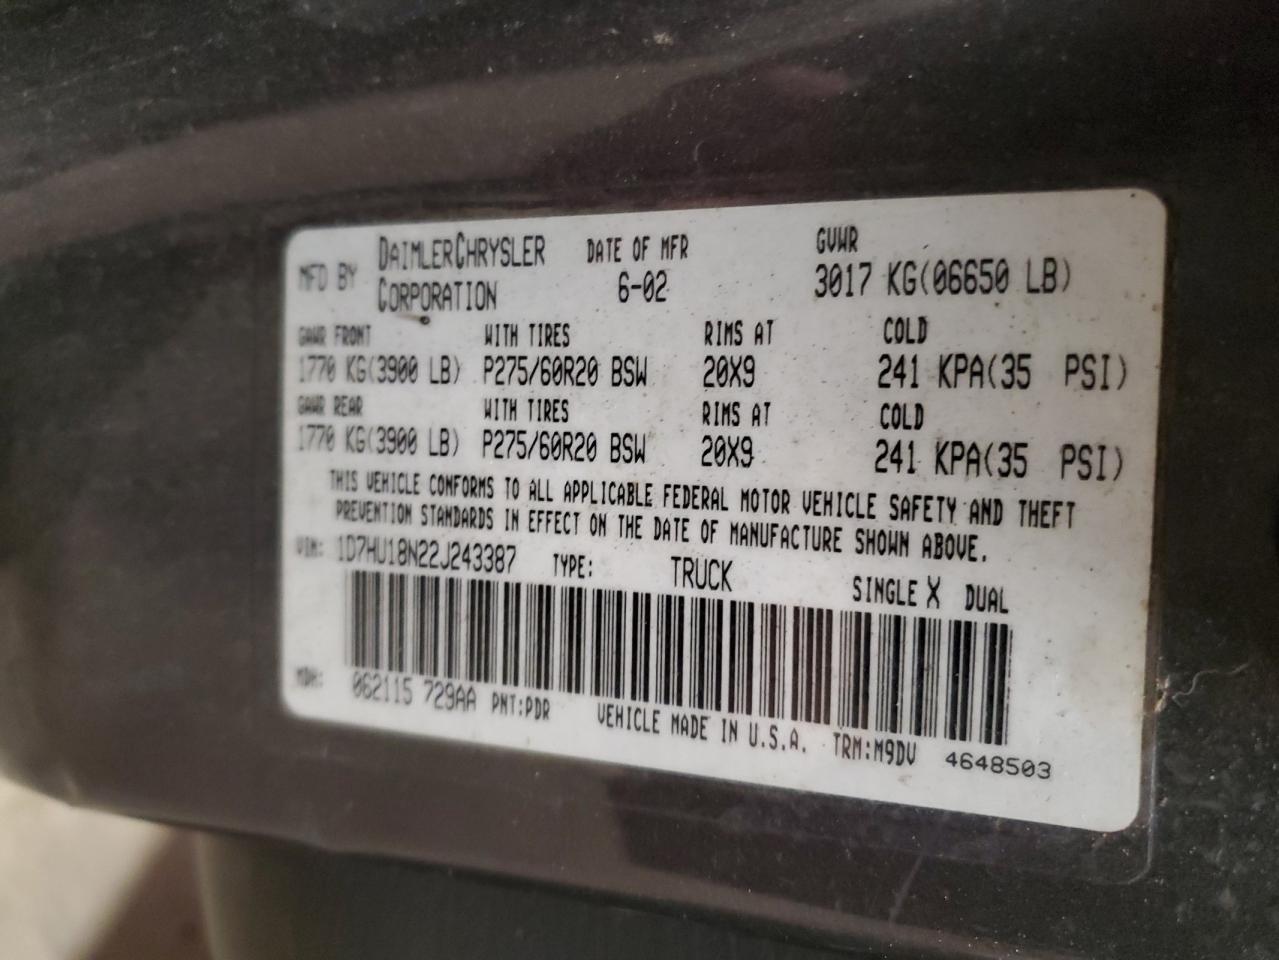 MFD BY DAIMLERCHRYSLER CORPORATION
DATE OF MFR 6-02
GVWR 3017 KG(06650 LB)
GAWR FRONT WITH TIRES RIMS AT COLD
1770 KG(3900 LB) P275/60R20 BSW 20X9 241 KPA(35 PSI)
GAWR REAR WITH TIRES RIMS AT COLD
1770 KG(3900 LB) P275/60R20 BSW 20X9 241 KPA(35 PSI)
THIS VEHICLE CONFORMS TO ALL APPLICABLE FEDERAL MOTOR VEHICLE SAFETY AND THEFT
PREVENTION STANDARDS IN EFFECT ON THE DATE OF MANUFACTURE SHOWN ABOVE.
VIN: 1D7HU18N22J243387 TYPE: TRUCK SINGLE X DUAL
MDH: 062115 729AA PNT:PDR VEHICLE MADE IN U.S.A. TRM:M9DV 4648503